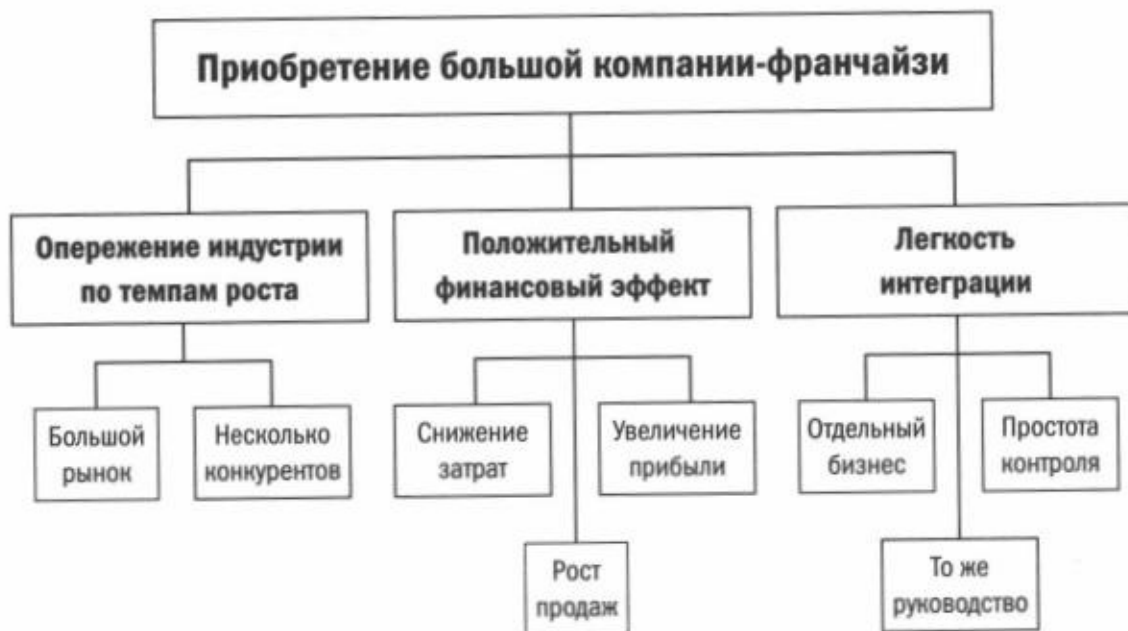 Приобретение большой компании-франчайзи
Опережение индустрии
по темпам роста
Положительный
финансовый эффект
Легкость
интеграции
Большой
рынок
Несколько
конкурентов
Снижение
затрат
Увеличение
прибыли
Отдельный
бизнес
Простота
контроля
Рост
продаж
То же
руководство